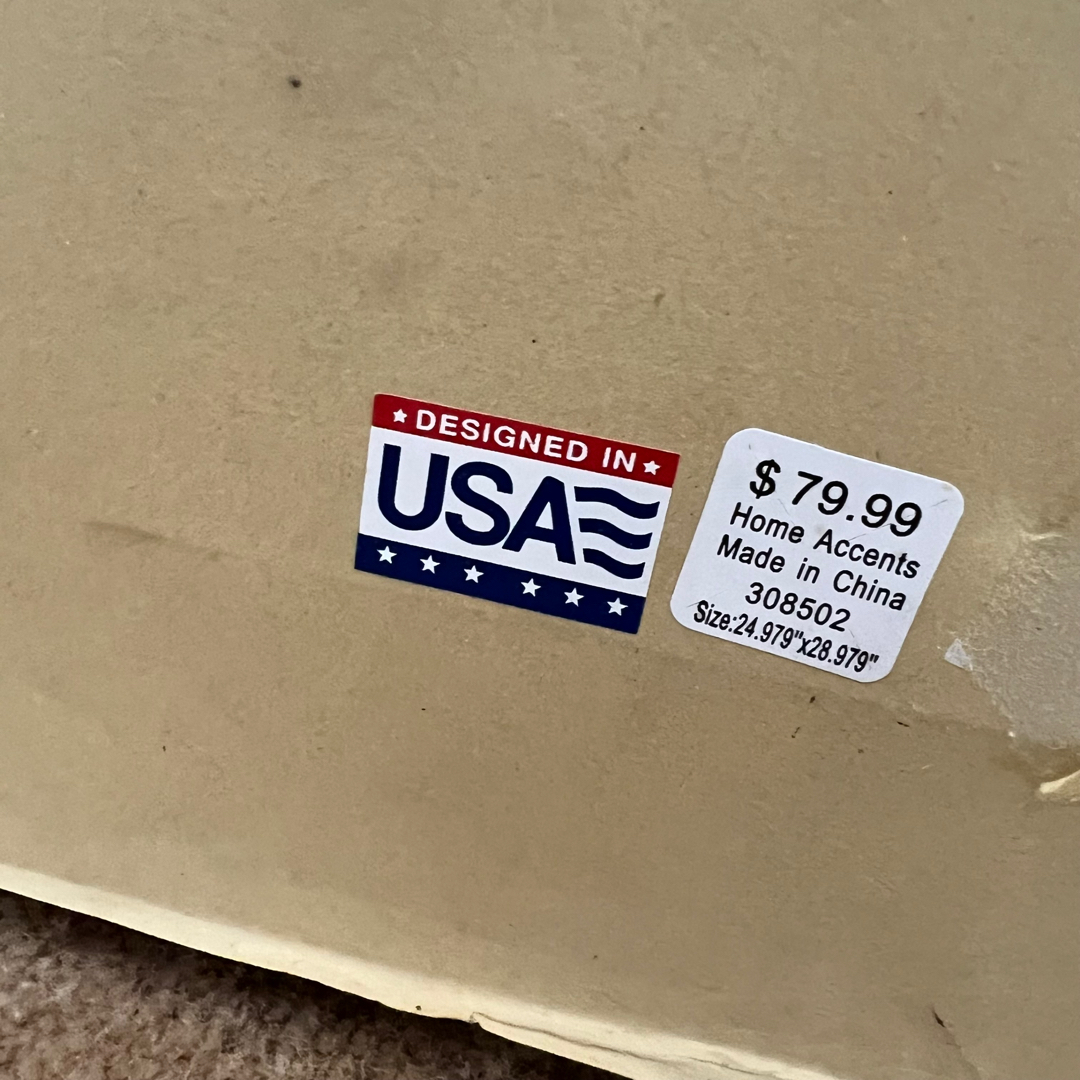 DESIGNED IN
USA
$ 79.99
Home Accents
Made in China
308502
Size:24.979"x28.979"